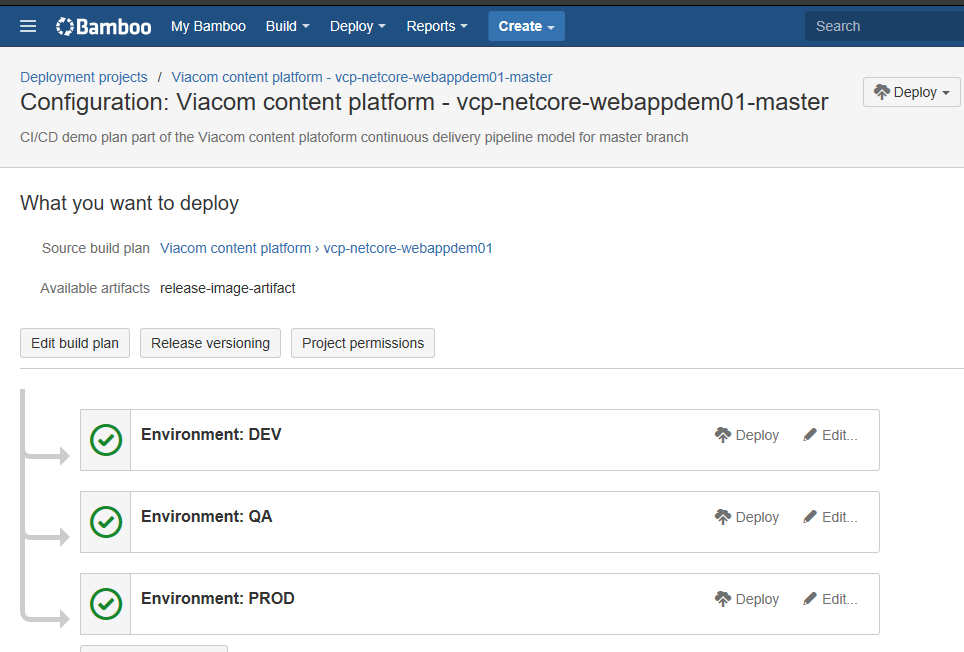 Bamboo My Bamboo Build Deploy Reports Create Search
Deployment projects / Viacom content platform - vcp-netcore-webappdem01-master
Configuration: Viacom content platform - vcp-netcore-webappdem01-master
Deploy
CI/CD demo plan part of the Viacom content platoform continuous delivery pipeline model for master branch
What you want to deploy
Source build plan Viacom content platform › vcp-netcore-webappdem01
Available artifacts release-image-artifact
Edit build plan Release versioning Project permissions
Environment: DEV Deploy Edit...
Environment: QA Deploy Edit...
Environment: PROD Deploy Edit...